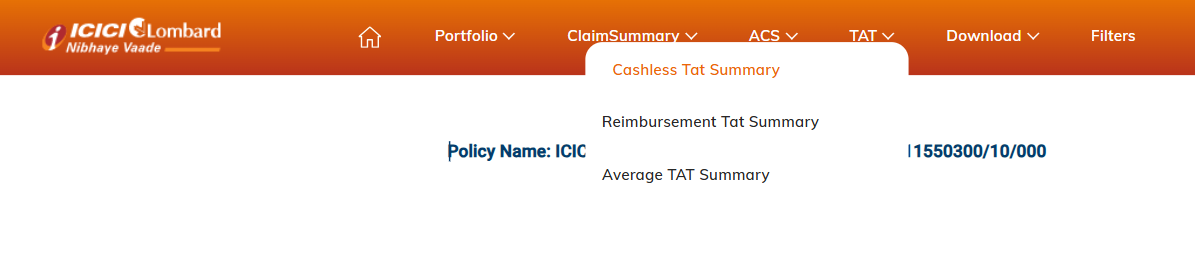 ICICI Lombard
Nibhaye Vaade
Portfolio ClaimSummary ACS TAT Download Filters
Cashless Tat Summary
Reimbursement Tat Summary
Policy Name: ICIC 1550300/10/000
Average TAT Summary